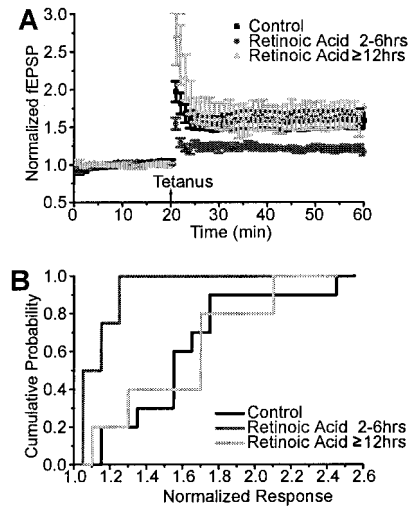 A
Normalized fEPSP
3.0
2.5
2.0
1.5
1.0
0.5
Control
Retinoic Acid 2-6hrs
Retinoic Acid ≥12hrs
Tetanus
0 10 20 30 40 50 60
Time (min)
B
Cumulative Probability
1.0
0.8
0.6
0.4
0.2
0.0
Control
Retinoic Acid 2-6hrs
Retinoic Acid ≥12hrs
1.0 1.2 1.4 1.6 1.8 2.0 2.2 2.4 2.6
Normalized Response